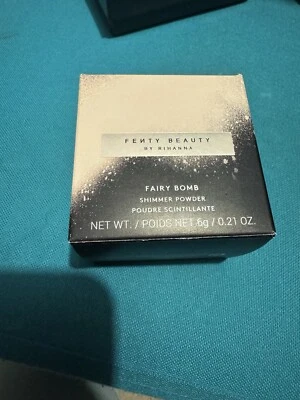 FENTY BEAUTY
BY RIHANNA
FAIRY BOMB
SHIMMER POWDER
POUDRE SCINTILLANTE
NET WT. / POIDS NET 6g / 0.21 OZ.